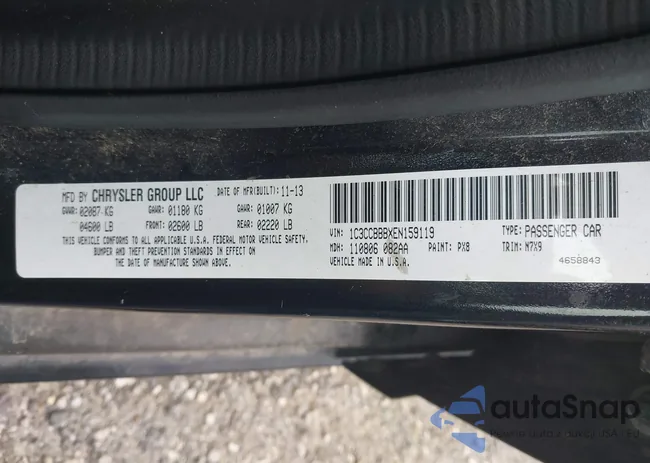 MFD BY CHRYSLER GROUP LLC DATE OF MFR(BUILT): 11-13
GVWR: 02087 KG GAWR: 01180 KG GAWR: 01007 KG
04600 LB FRONT: 02600 LB REAR: 02220 LB
THIS VEHICLE CONFORMS TO ALL APPLICABLE U.S.A. FEDERAL MOTOR VEHICLE SAFETY,
BUMPER AND THEFT PREVENTION STANDARDS IN EFFECT ON
THE DATE OF MANUFACTURE SHOWN ABOVE.
VIN: 1C3CCBBBXEN159119 TYPE: PASSENGER CAR
MDH: 110806 082AA PAINT: PX8 TRIM: N7X9
VEHICLE MADE IN U.S.A. 4658843
autaSnap